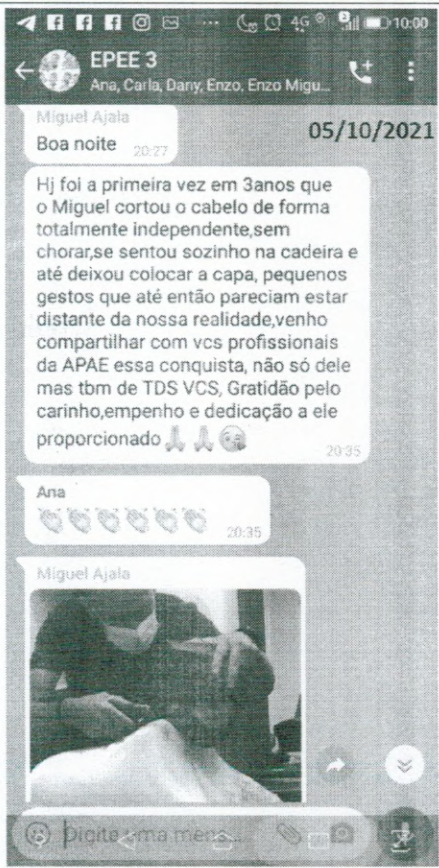 4G 10:00
EPEE 3
Ana, Carla, Dany, Enzo, Enzo Migu...
Miguel Ajala
05/10/2021
Boa noite 20:27
Hj foi a primeira vez em 3anos que
o Miguel cortou o cabelo de forma
totalmente independente,sem
chorar,se sentou sozinho na cadeira e
até deixou colocar a capa, pequenos
gestos que até então pareciam estar
distante da nossa realidade,venho
compartilhar com vcs profissionais
da APAE essa conquista, não só dele
mas tbm de TDS VCS, Gratidão pelo
carinho,empenho e dedicação a ele
proporcionado 🙏🙏😘
20:35
Ana
👏👏👏👏👏👏 20:35
Miguel Ajala
Digite uma mens...